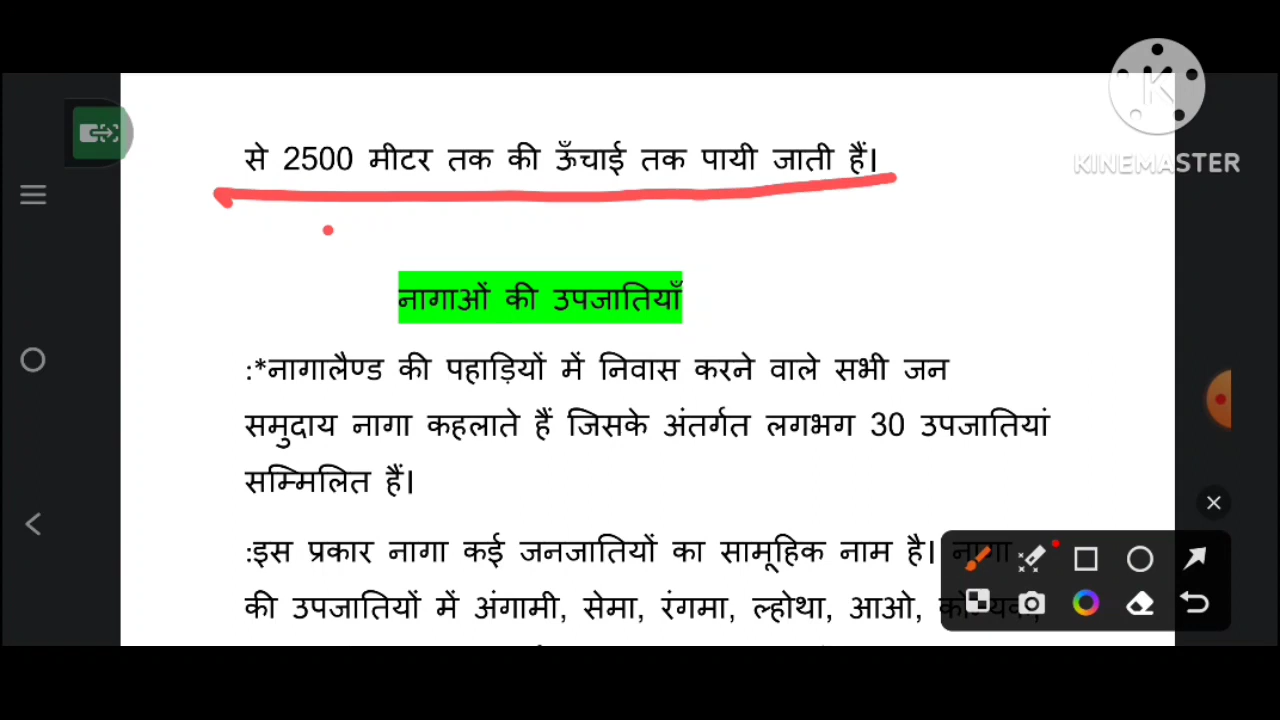 से 2500 मीटर तक की ऊँचाई तक पायी जाती हैं।
KINEMASTER
नागाओं की उपजातियाँ
:*नागालैण्ड की पहाड़ियों में निवास करने वाले सभी जन
समुदाय नागा कहलाते हैं जिसके अंतर्गत लगभग 30 उपजातियां
सम्मिलित हैं।
:इस प्रकार नागा कई जनजातियों का सामूहिक नाम है। नागा
की उपजातियों में अंगामी, सेमा, रंगमा, ल्होथा, आओ,